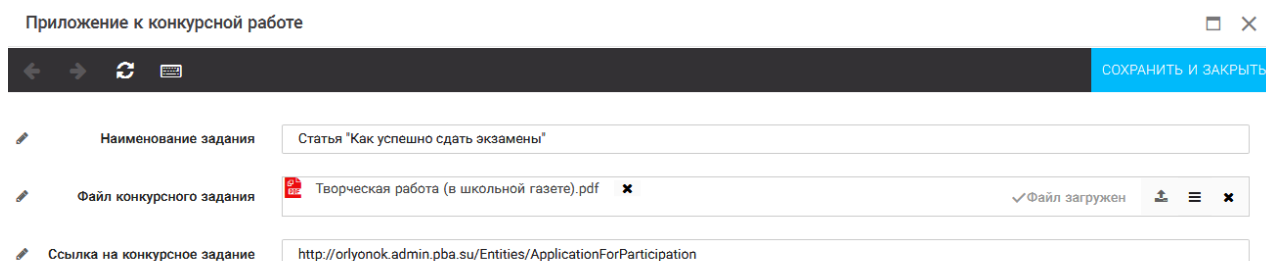 Приложение к конкурсной работе
СОХРАНИТЬ И ЗАКРЫТЬ
Наименование задания Статья "Как успешно сдать экзамены"
Файл конкурсного задания Творческая работа (в школьной газете).pdf Файл загружен
Ссылка на конкурсное задание http://orlyonok.admin.pba.su/Entities/ApplicationForParticipation